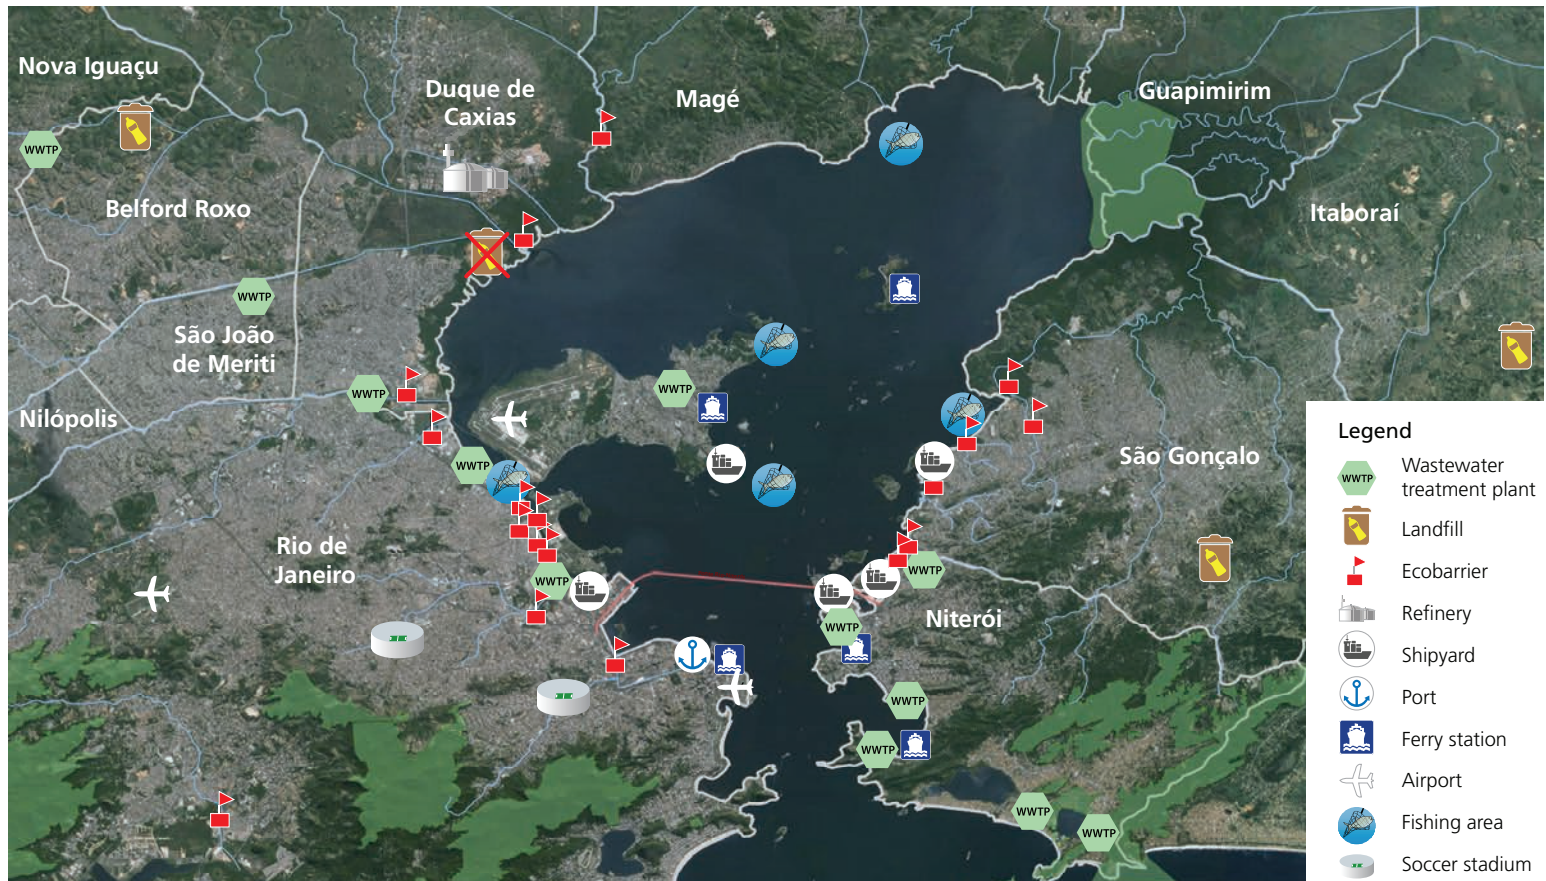 Nova Iguaçu
Duque de
Caxias
Magé
Guapimirim
WWTP
Belford Roxo
Itaboraí
WWTP
São João
de Meriti
WWTP
WWTP
Nilópolis
WWTP
São Gonçalo
Rio de
Janeiro
WWTP
WWTP
Niterói
WWTP
WWTP
WWTP
WWTP
WWTP
Legend
WWTP
Wastewater
treatment plant
Landfill
Ecobarrier
Refinery
Shipyard
Port
Ferry station
Airport
Fishing area
Soccer stadium